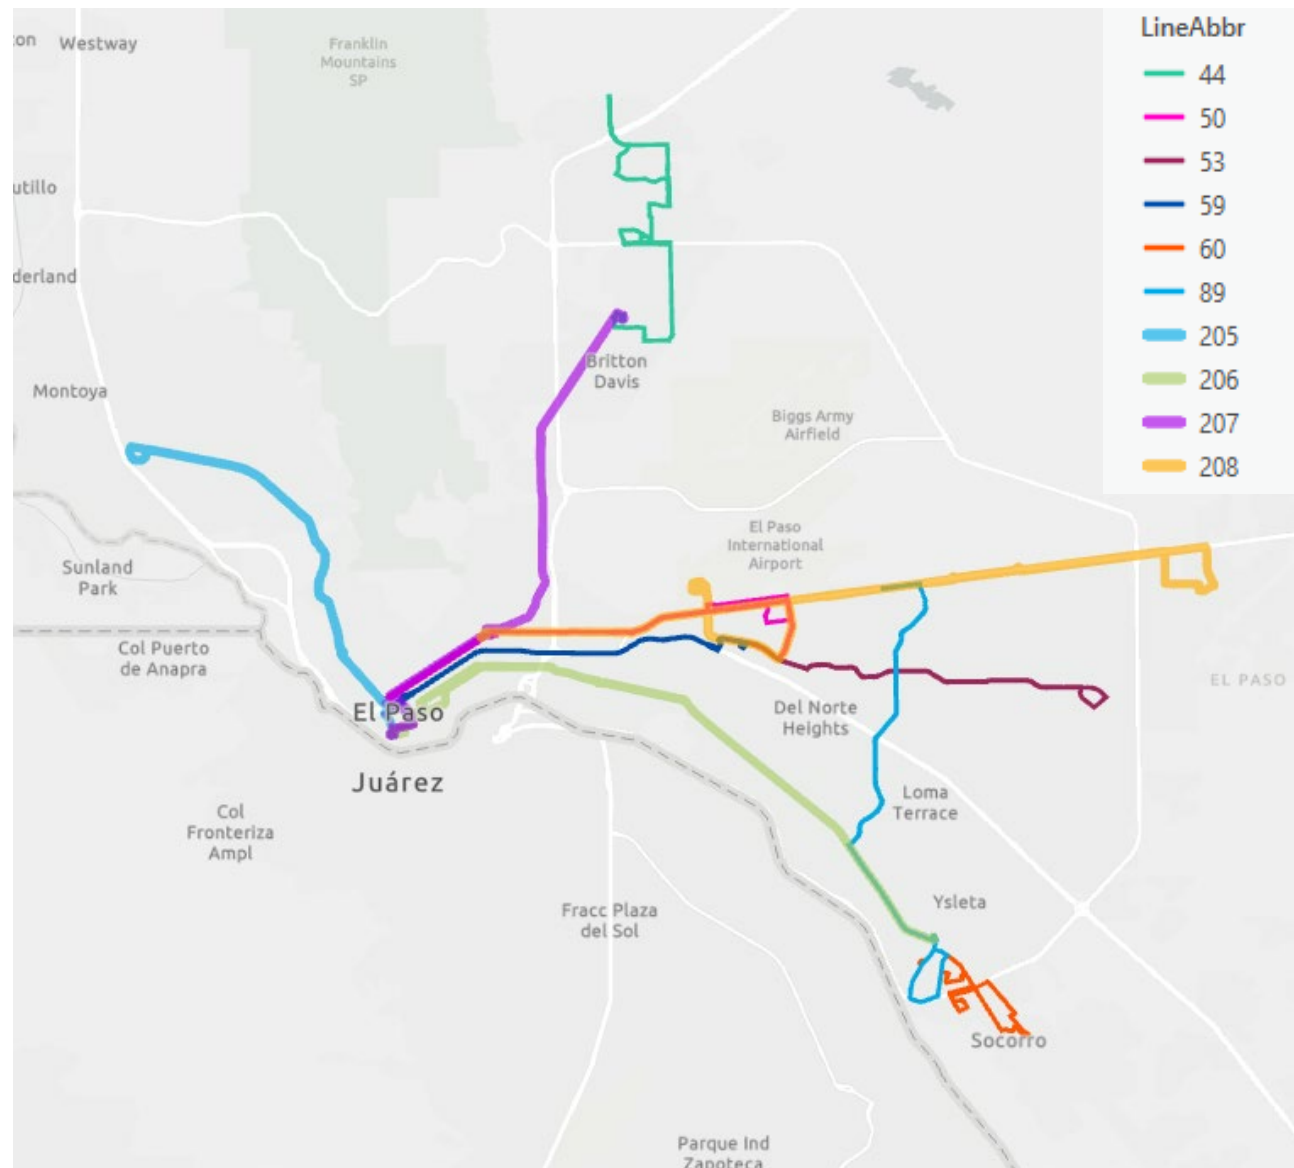 on
Westway
Franklin
Mountains
SP
LineAbbr
44
50
53
59
60
89
205
206
207
208
utillo
derland
Montoya
Britton
Davis
Biggs Army
Airfield
El Paso
International
Airport
Sunland
Park
Col Puerto
de Anapra
EL PASO
El Paso
Del Norte
Heights
Juárez
Col
Fronteriza
Ampl
Loma
Terrace
Ysleta
Fracc Plaza
del Sol
Socorro
Parque Ind
Zapoteca